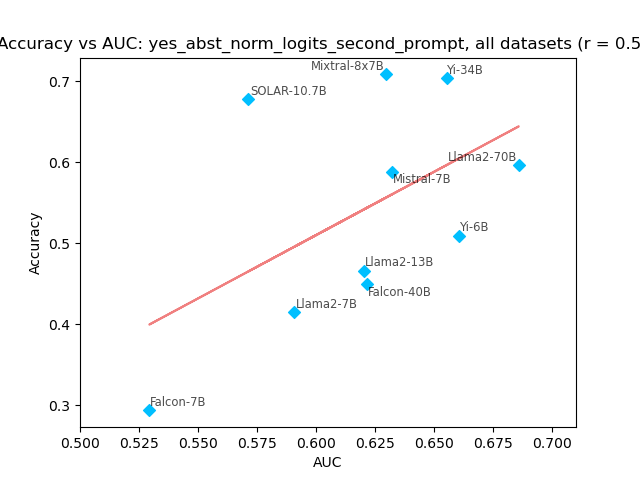 Accuracy vs AUC: yes_abst_norm_logits_second_prompt, all datasets (r = 0.5
Mixtral-8x7B
Yi-34B
SOLAR-10.7B
Llama2-70B
Mistral-7B
Yi-6B
Llama2-13B
Falcon-40B
Llama2-7B
Falcon-7B
0.7
0.6
0.5
0.4
0.3
Accuracy
0.500 0.525 0.550 0.575 0.600 0.625 0.650 0.675 0.700
AUC